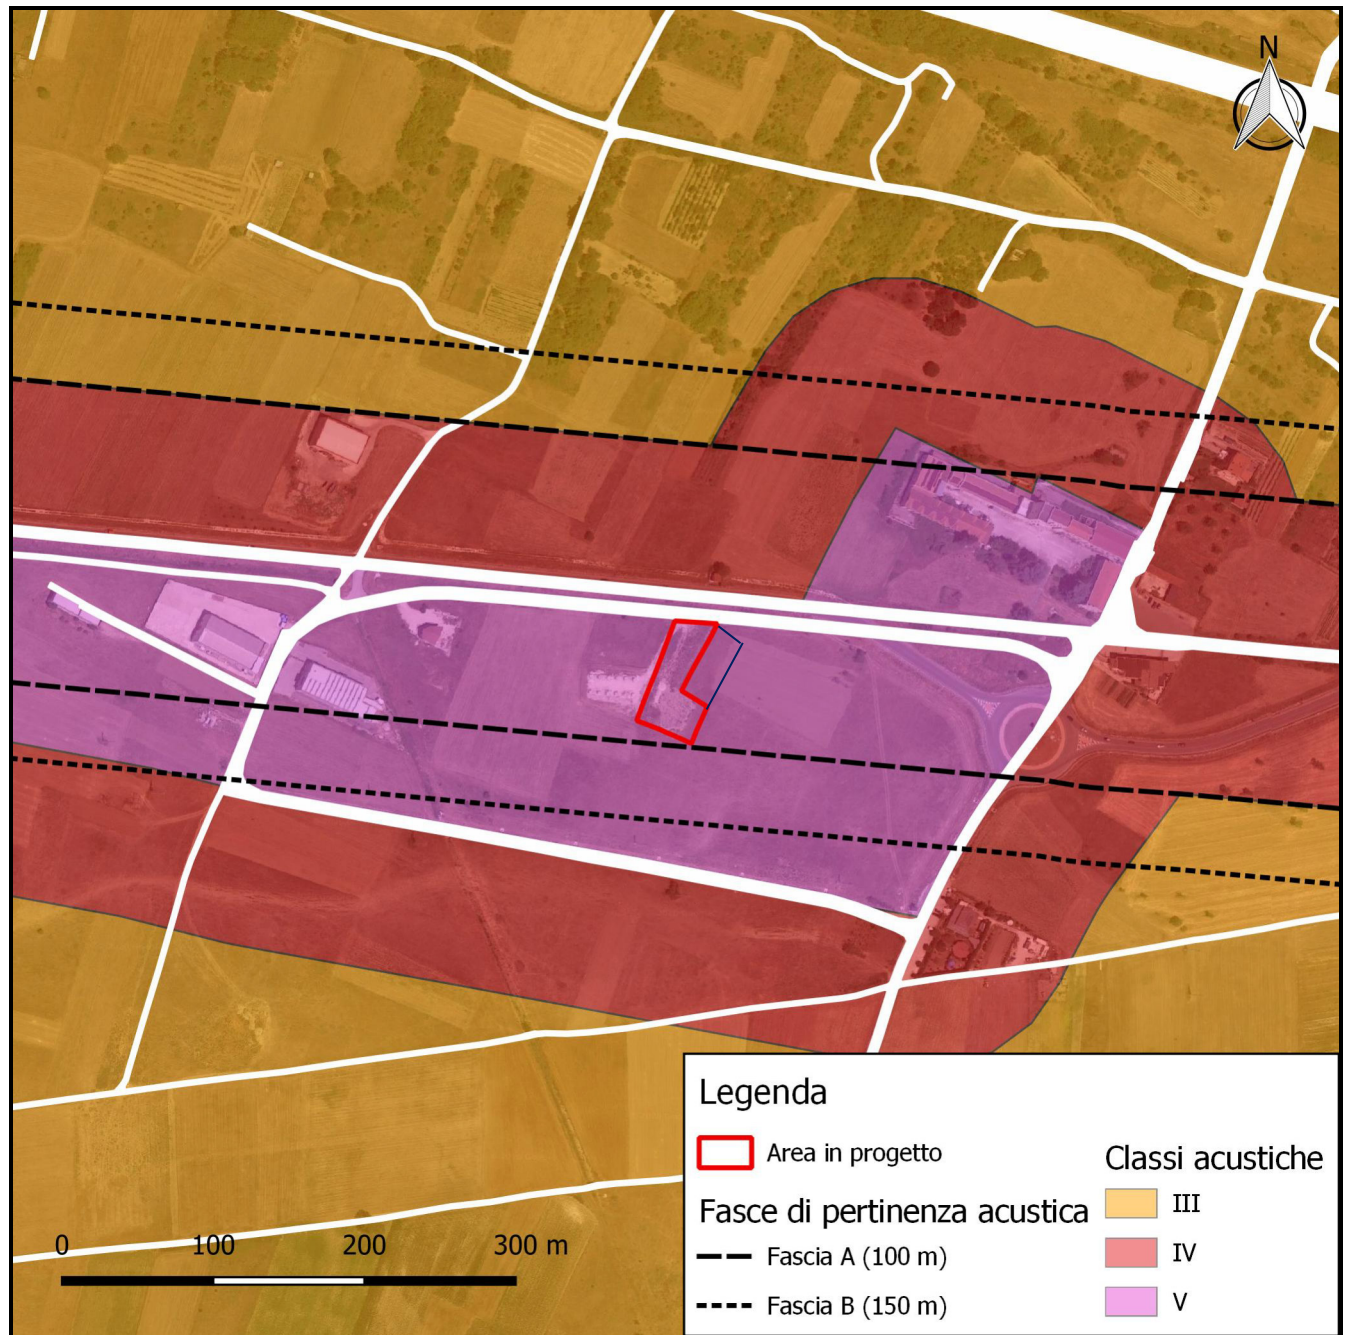 N
Legenda
Area in progetto
Fasce di pertinenza acustica
Fascia A (100 m)
Fascia B (150 m)
Classi acustiche
III
IV
V
0 100 200 300 m